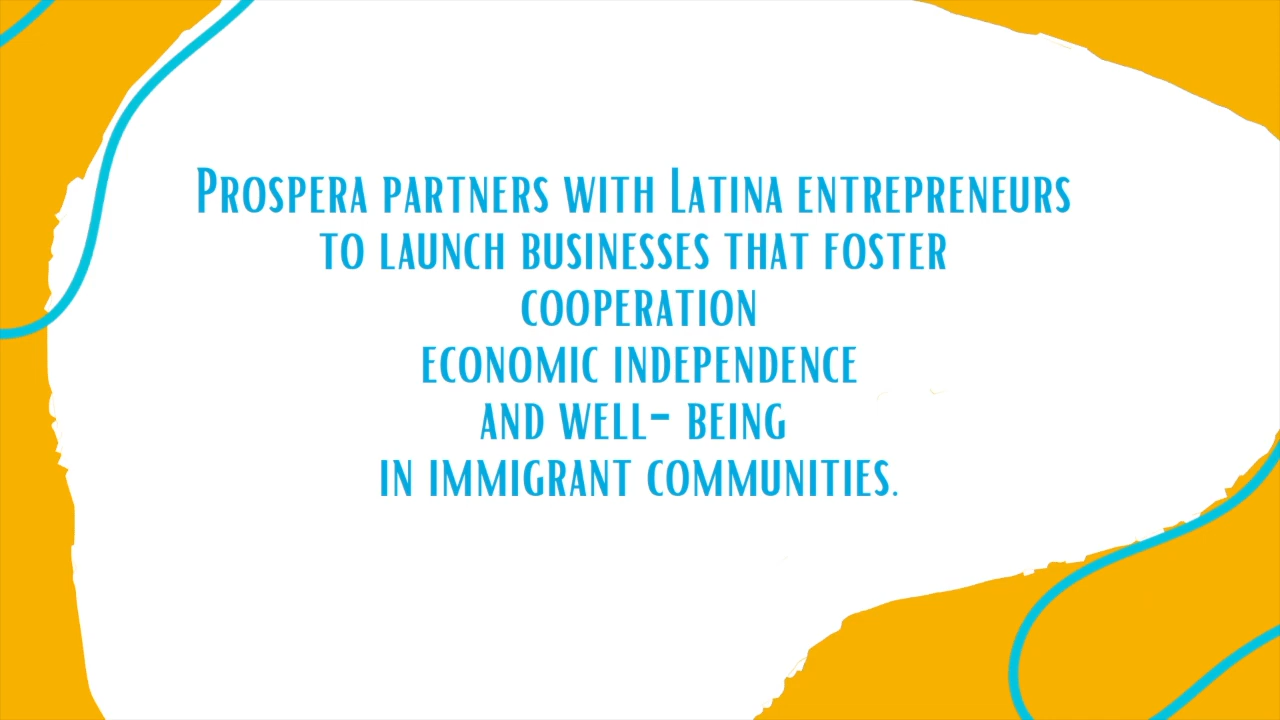 Prospera partners with Latina entrepreneurs
to launch businesses that foster
cooperation
economic independence
and well- being
in immigrant communities.